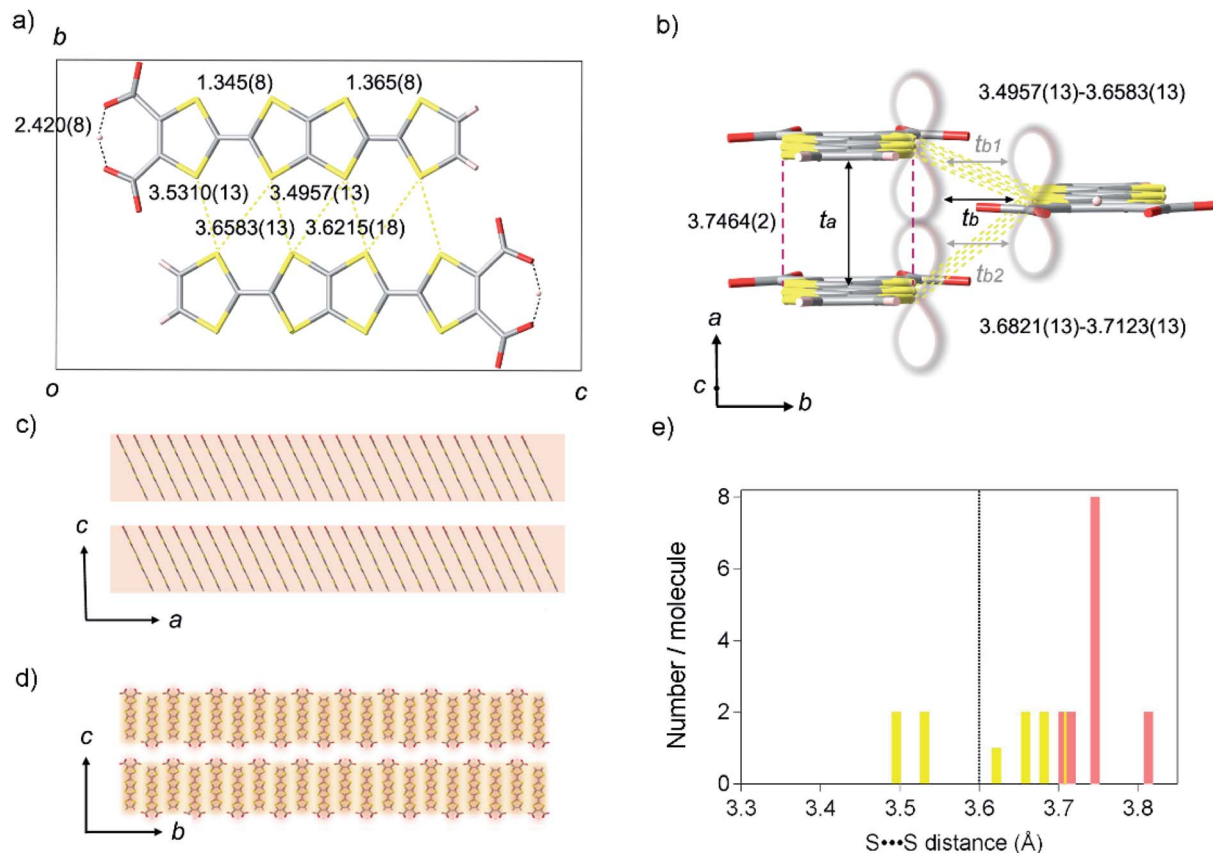 a)
b
1.345(8)
1.365(8)
2.420(8)
3.5310(13)
3.4957(13)
3.6583(13)
3.6215(18)
o
c
b)
3.4957(13)-3.6583(13)
tb1
3.7464(2)
ta
tb
tb2
3.6821(13)-3.7123(13)
a
c
b
c)
c
a
d)
c
b
e)
Number / molecule
8
6
4
2
0
3.3 3.4 3.5 3.6 3.7 3.8
S•••S distance (Å)